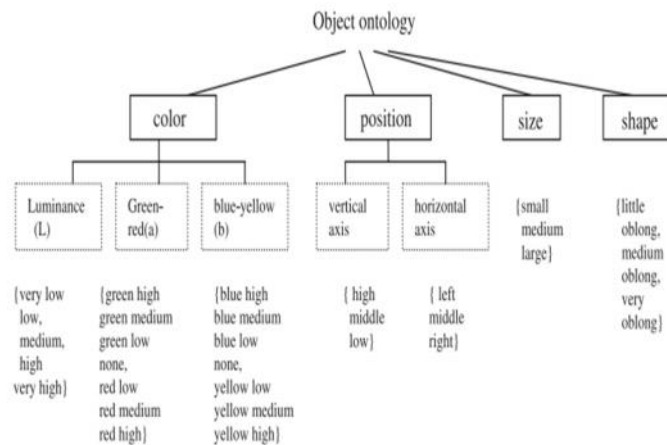 Object ontology
color
position
size
shape
Luminance
(L)
Green-
red(a)
blue-yellow
(b)
vertical
axis
horizontal
axis
{small
medium
large}
{little
oblong,
medium
oblong,
very
oblong}
{very low
low,
medium,
high
very high}
{green high
green medium
green low
none,
red low
red medium
red high}
{blue high
blue medium
blue low
none,
yellow low
yellow medium
yellow high}
{ high
middle
low}
{ left
middle
right}